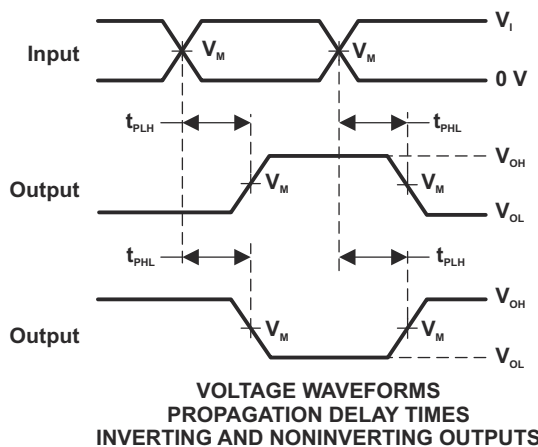 Input
V_M
V_M
V_I
0 V
t_PLH
t_PHL
Output
V_M
V_M
V_OH
V_OL
t_PHL
t_PLH
Output
V_M
V_M
V_OH
V_OL
VOLTAGE WAVEFORMS
PROPAGATION DELAY TIMES
INVERTING AND NONINVERTING OUTPUTS